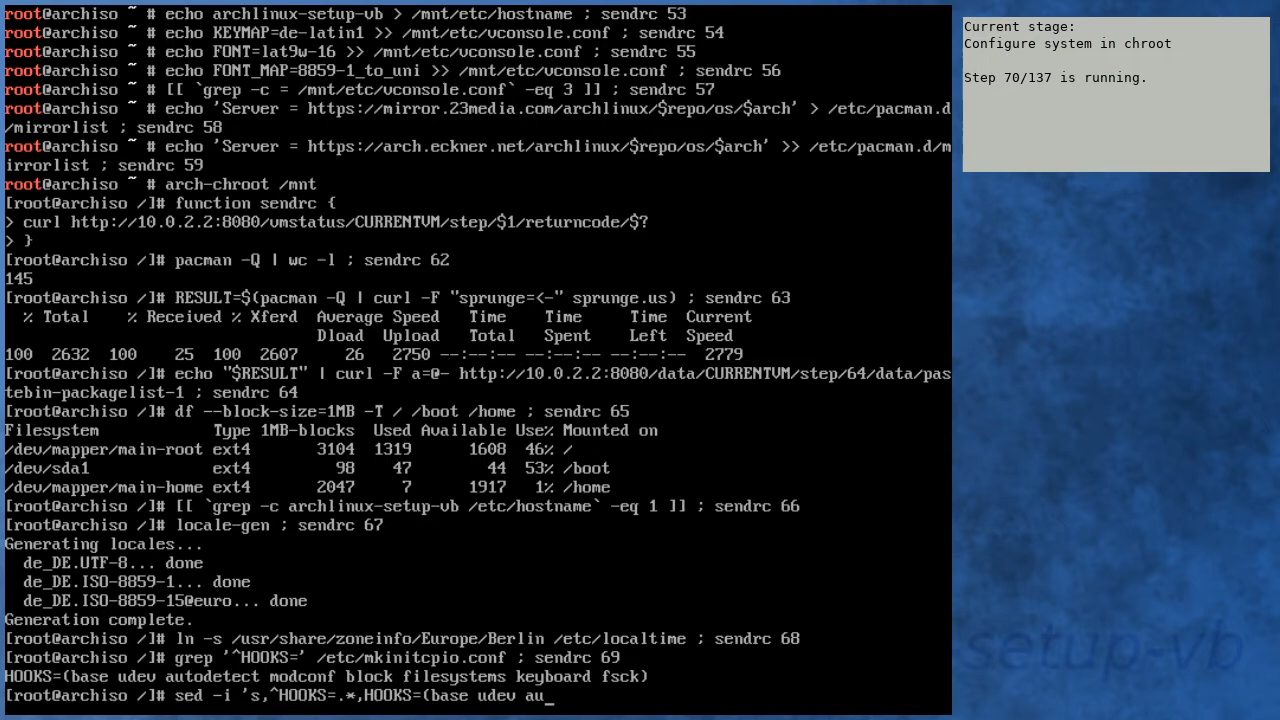 root@archiso ~ # echo archlinux-setup-vb > /mnt/etc/hostname ; sendrc 53
root@archiso ~ # echo KEYMAP=de-latin1 >> /mnt/etc/vconsole.conf ; sendrc 54
root@archiso ~ # echo FONT=lat9w-16 >> /mnt/etc/vconsole.conf ; sendrc 55
root@archiso ~ # echo FONT_MAP=8859-1_to_uni >> /mnt/etc/vconsole.conf ; sendrc 56
root@archiso ~ # [[ `grep -c = /mnt/etc/vconsole.conf` -eq 3 ]] ; sendrc 57
root@archiso ~ # echo 'Server = https://mirror.23media.com/archlinux/$repo/os/$arch' > /etc/pacman.d
/mirrorlist ; sendrc 58
root@archiso ~ # echo 'Server = https://arch.eckner.net/archlinux/$repo/os/$arch' >> /etc/pacman.d/m
irrorlist ; sendrc 59
root@archiso ~ # arch-chroot /mnt
[root@archiso /]# function sendrc {
> curl http://10.0.2.2:8080/vmstatus/CURRENTVM/step/$1/returncode/$?
> }
[root@archiso /]# pacman -Q | wc -l ; sendrc 62
145
[root@archiso /]# RESULT=$(pacman -Q | curl -F "sprunge=<-" sprunge.us) ; sendrc 63
  % Total    % Received % Xferd  Average Speed   Time    Time     Time  Current
                                 Dload  Upload   Total   Spent    Left  Speed
100  2632  100    25  100  2607     26   2750 --:--:-- --:--:-- --:--:--  2779
[root@archiso /]# echo "$RESULT" | curl -F a=@- http://10.0.2.2:8080/data/CURRENTVM/step/64/data/pas
tebin-packagelist-1 ; sendrc 64
[root@archiso /]# df --block-size=1MB -T / /boot /home ; sendrc 65
Filesystem            Type 1MB-blocks  Used Available Use% Mounted on
/dev/mapper/main-root ext4       3104  1319      1608  46% /
/dev/sda1             ext4         98    47        44  53% /boot
/dev/mapper/main-home ext4       2047     7      1917   1% /home
[root@archiso /]# [[ `grep -c archlinux-setup-vb /etc/hostname` -eq 1 ]] ; sendrc 66
[root@archiso /]# locale-gen ; sendrc 67
Generating locales...
  de_DE.UTF-8... done
  de_DE.ISO-8859-1... done
  de_DE.ISO-8859-15@euro... done
Generation complete.
[root@archiso /]# ln -s /usr/share/zoneinfo/Europe/Berlin /etc/localtime ; sendrc 68
[root@archiso /]# grep '^HOOKS=' /etc/mkinitcpio.conf ; sendrc 69
HOOKS=(base udev autodetect modconf block filesystems keyboard fsck)
[root@archiso /]# sed -i 's,^HOOKS=.*,HOOKS=(base udev au_
Current stage:
Configure system in chroot
Step 70/137 is running.
setup-vb